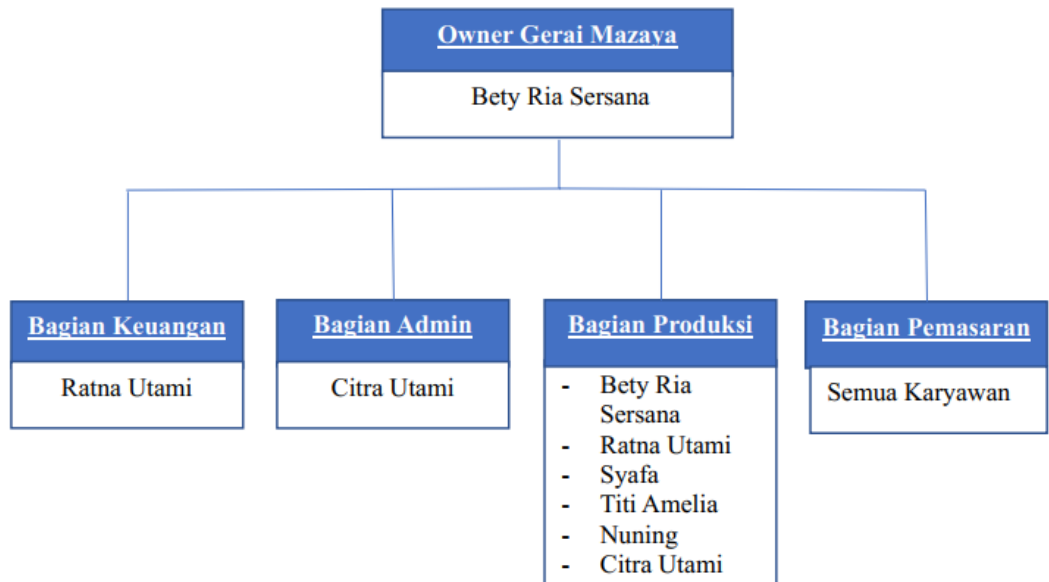 Owner Gerai Mazaya
Bety Ria Sersana
Bagian Keuangan
Ratna Utami
Bagian Admin
Citra Utami
Bagian Produksi
- Bety Ria
Sersana
- Ratna Utami
- Syafa
- Titi Amelia
- Nuning
- Citra Utami
Bagian Pemasaran
Semua Karyawan